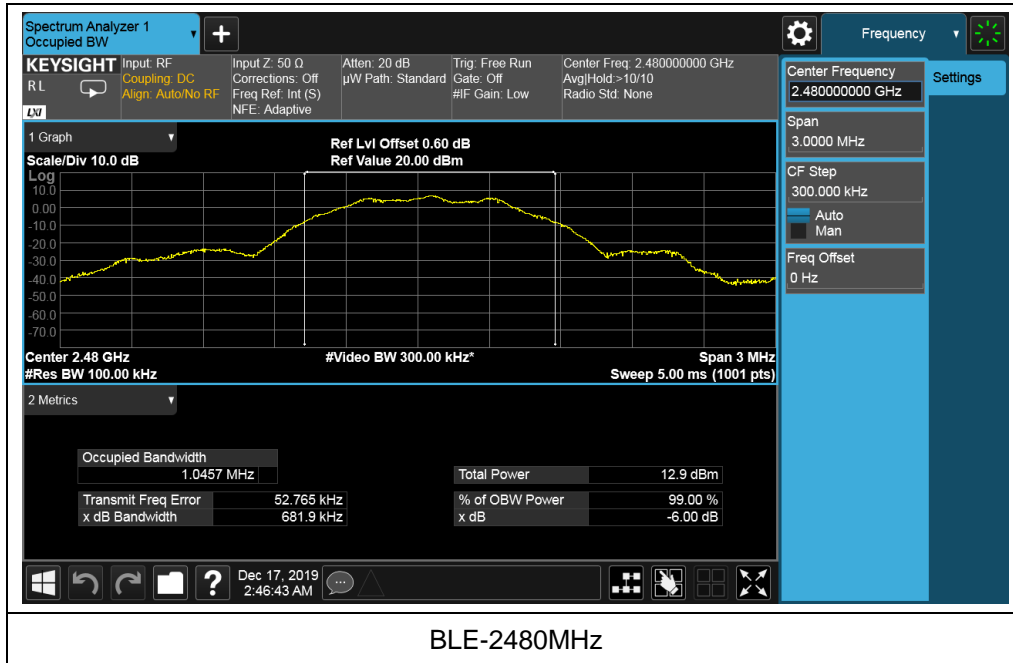 Spectrum Analyzer 1
Occupied BW
+
Frequency
KEYSIGHT
RL
LXI
Input: RF
Coupling: DC
Align: Auto/No RF
Input Z: 50 Ω
Corrections: Off
Freq Ref: Int (S)
NFE: Adaptive
Atten: 20 dB
µW Path: Standard
Trig: Free Run
Gate: Off
#IF Gain: Low
Center Freq: 2.480000000 GHz
Avg|Hold:>10/10
Radio Std: None
Center Frequency
2.480000000 GHz
Settings
Span
3.0000 MHz
CF Step
300.000 kHz
Auto
Man
Freq Offset
0 Hz
1 Graph
Scale/Div 10.0 dB
Ref Lvl Offset 0.60 dB
Ref Value 20.00 dBm
Log
10.0
0.00
-10.0
-20.0
-30.0
-40.0
-50.0
-60.0
-70.0
Center 2.48 GHz
#Video BW 300.00 kHz*
Span 3 MHz
#Res BW 100.00 kHz
Sweep 5.00 ms (1001 pts)
2 Metrics
Occupied Bandwidth
1.0457 MHz
Total Power 12.9 dBm
Transmit Freq Error 52.765 kHz
% of OBW Power 99.00 %
x dB Bandwidth 681.9 kHz
x dB -6.00 dB
?
Dec 17, 2019
2:46:43 AM
BLE-2480MHz